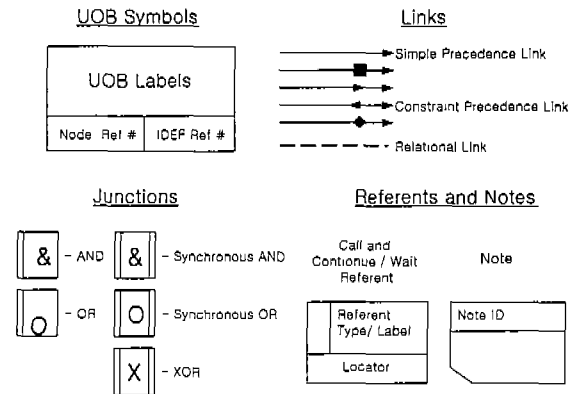 UOB Symbols
UOB Labels
Node Ref #
IDEF Ref #
Links
Simple Precedence Link
Constraint Precedence Link
Relational Link
Junctions
& - AND
& - Synchronous AND
O - OR
O - Synchronous OR
X - XOR
Referents and Notes
Call and
Continue / Wait
Referent
Referent
Type/ Label
Locator
Note
Note ID